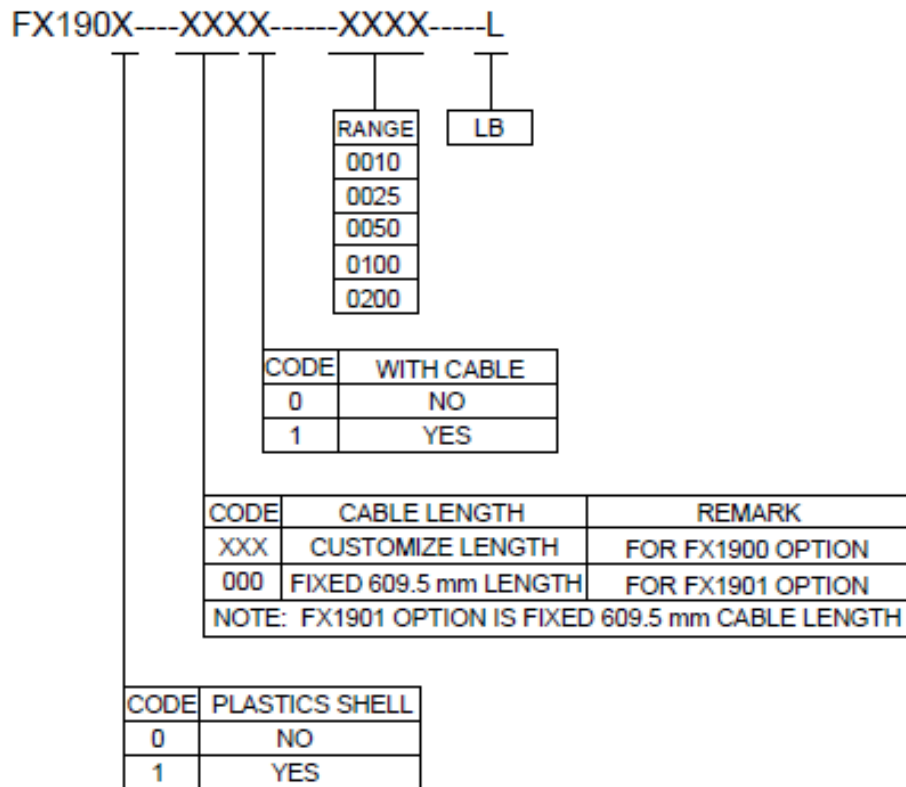 FX190X----XXXX------XXXX-----L
RANGE
0010
0025
0050
0100
0200
LB
CODE WITH CABLE
0 NO
1 YES
CODE CABLE LENGTH REMARK
XXX CUSTOMIZE LENGTH FOR FX1900 OPTION
000 FIXED 609.5 mm LENGTH FOR FX1901 OPTION
NOTE: FX1901 OPTION IS FIXED 609.5 mm CABLE LENGTH
CODE PLASTICS SHELL
0 NO
1 YES